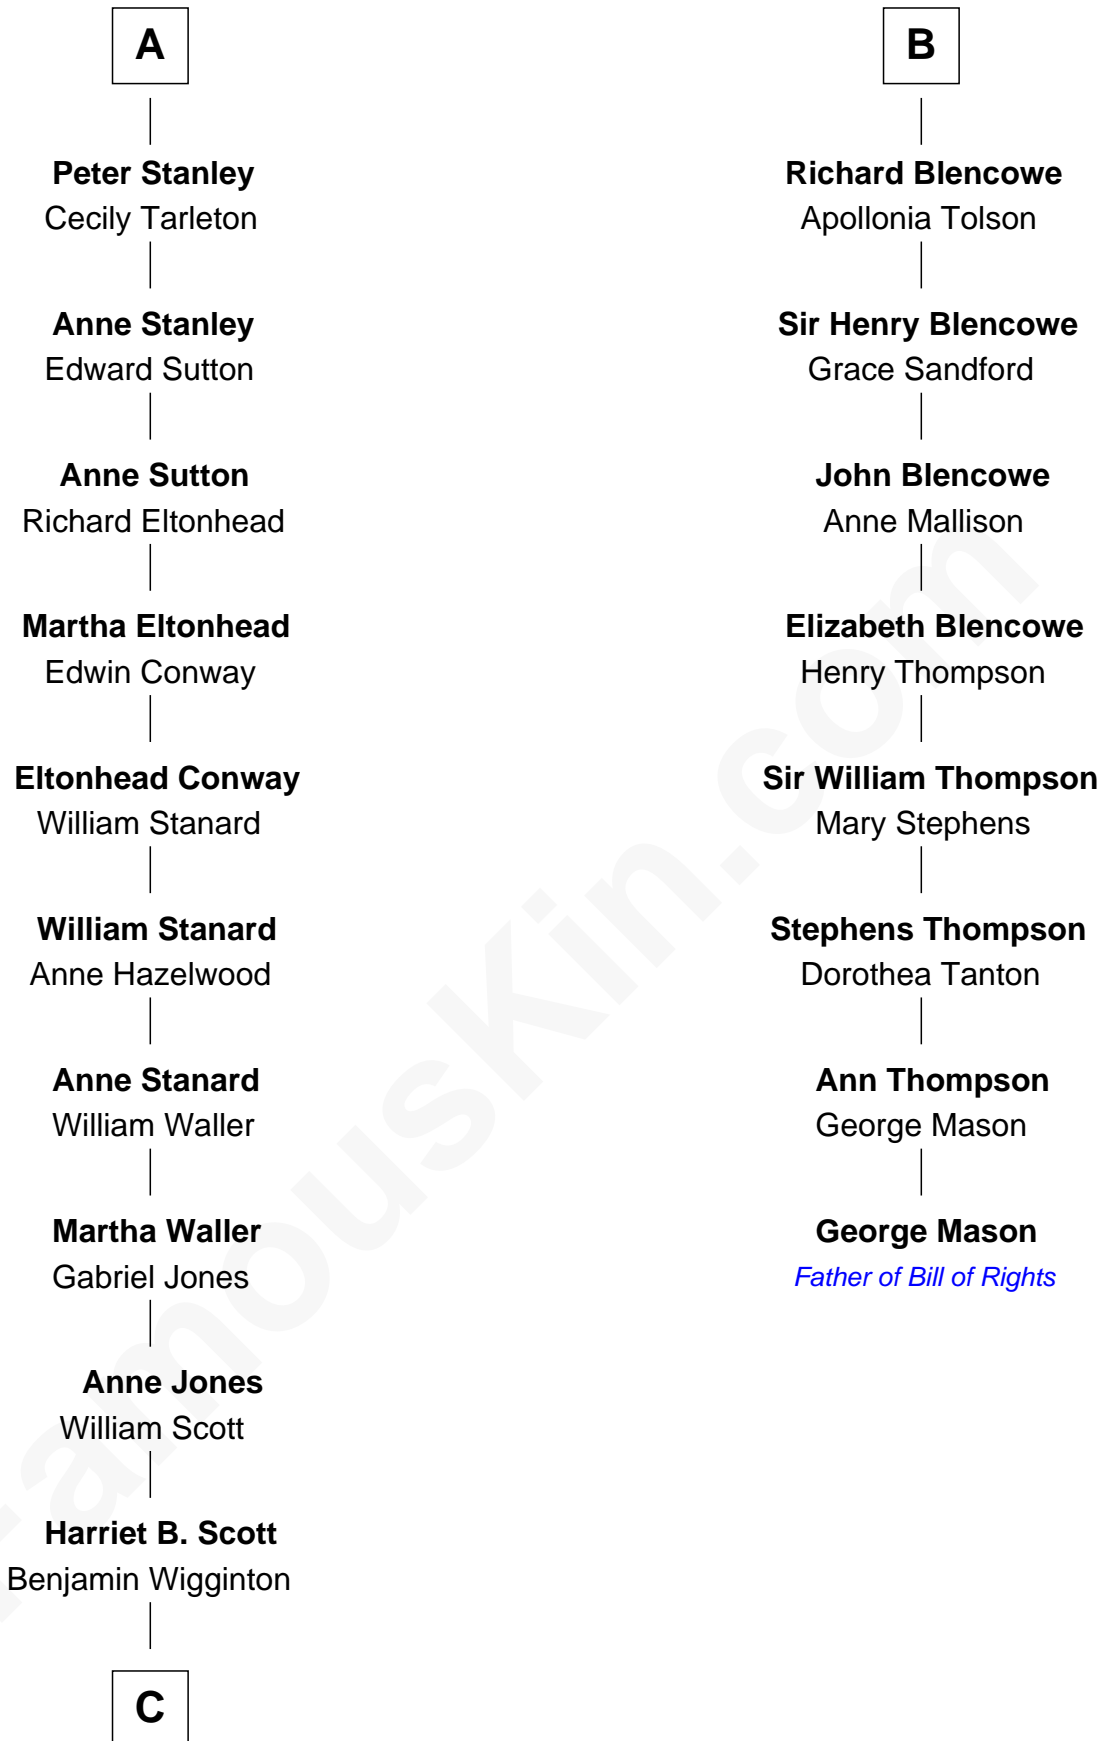 A
Peter Stanley
Cecily Tarleton
Anne Stanley
Edward Sutton
Anne Sutton
Richard Eltonhead
Martha Eltonhead
Edwin Conway
Eltonhead Conway
William Stanard
William Stanard
Anne Hazelwood
Anne Stanard
William Waller
Martha Waller
Gabriel Jones
Anne Jones
William Scott
Harriet B. Scott
Benjamin Wigginton
C
B
Richard Blencowe
Apollonia Tolson
Sir Henry Blencowe
Grace Sandford
John Blencowe
Anne Mallison
Elizabeth Blencowe
Henry Thompson
Sir William Thompson
Mary Stephens
Stephens Thompson
Dorothea Tanton
Ann Thompson
George Mason
George Mason
Father of Bill of Rights
FamousKin.com